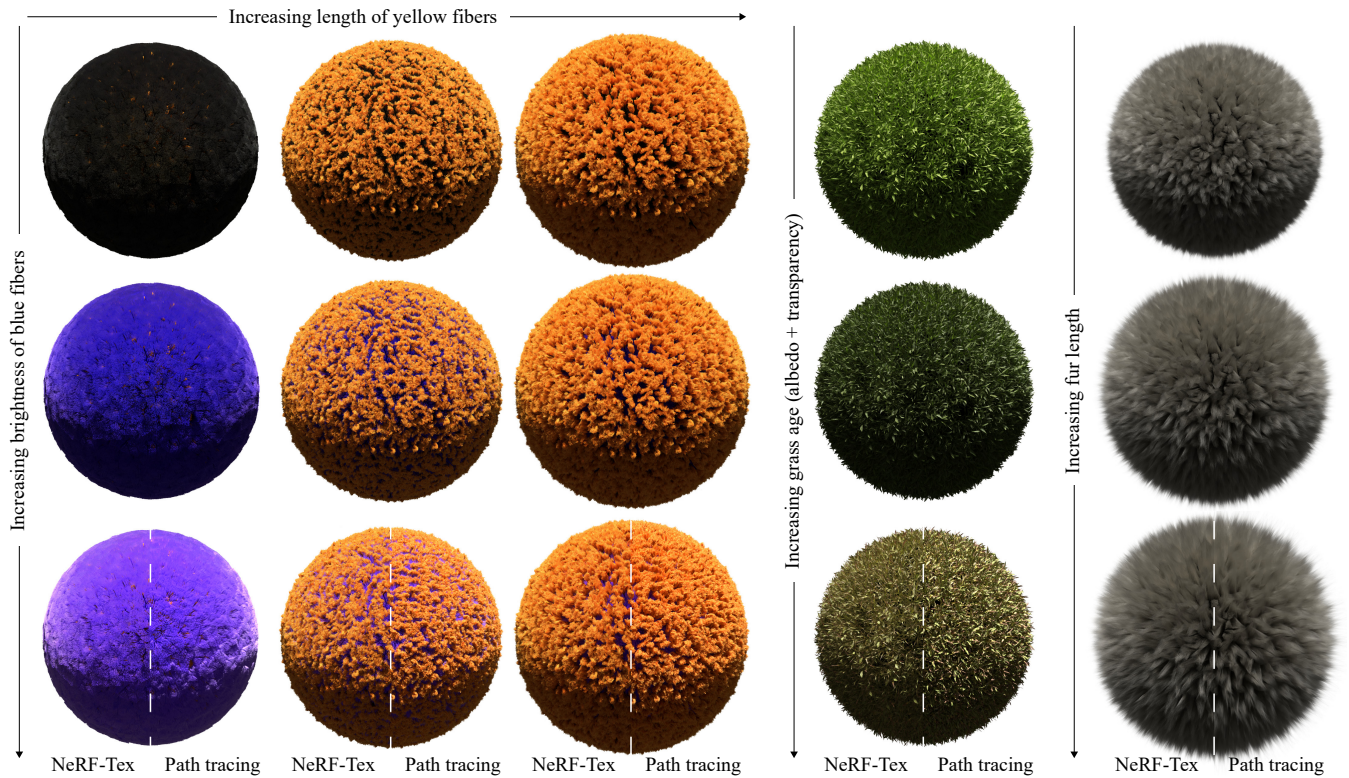 Increasing length of yellow fibers
Increasing brightness of blue fibers
Increasing grass age (albedo + transparency)
Increasing fur length
NeRF-Tex Path tracing NeRF-Tex Path tracing NeRF-Tex Path tracing NeRF-Tex Path tracing NeRF-Tex Path tracing